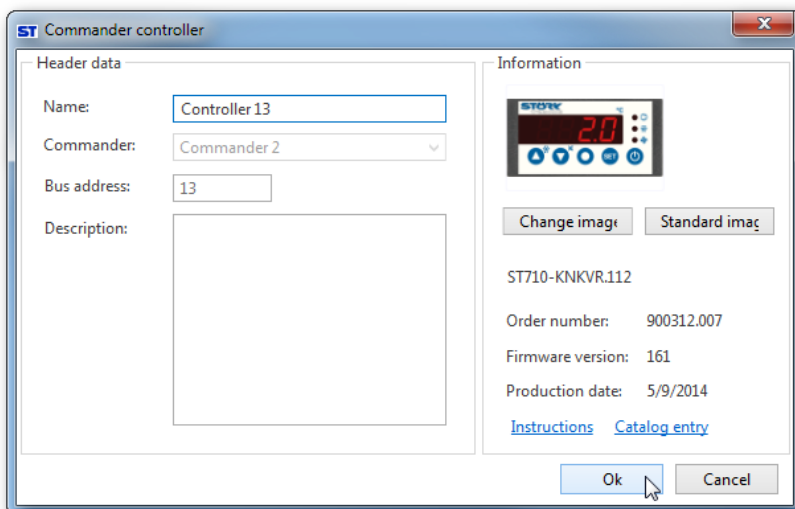 ST Commander controller
Header data
Name: Controller 13
Commander: Commander 2
Bus address: 13
Description:
Information
STÖRK
°C
2.0
SET
Change image
Standard imag
ST710-KNKVR.112
Order number: 900312.007
Firmware version: 161
Production date: 5/9/2014
Instructions Catalog entry
Ok Cancel